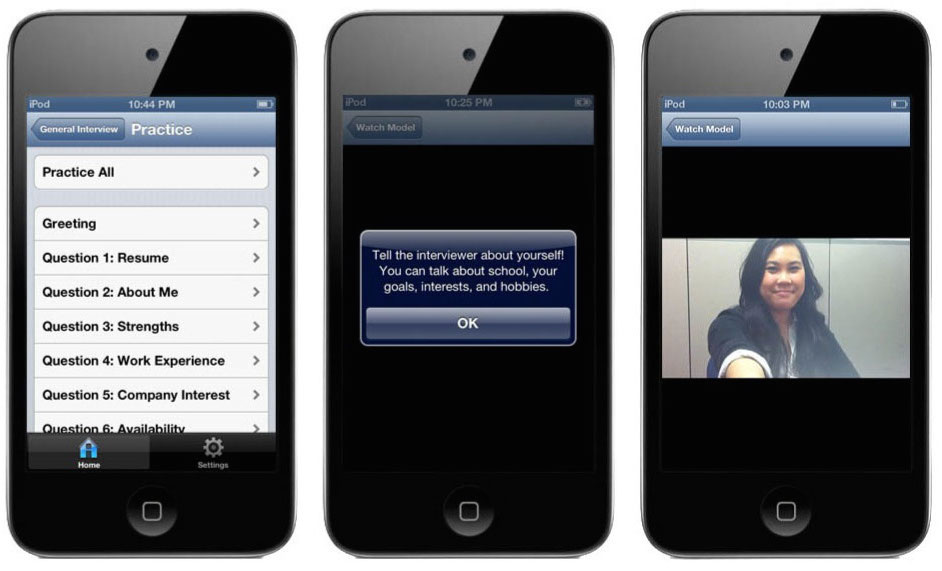 iPod 10:44 PM
General Interview Practice
Practice All
Greeting
Question 1: Resume
Question 2: About Me
Question 3: Strengths
Question 4: Work Experience
Question 5: Company Interest
Question 6: Availability
Home Settings
iPod 10:25 PM
Watch Model
Tell the interviewer about yourself!
You can talk about school, your
goals, interests, and hobbies.
OK
iPod 10:03 PM
Watch Model